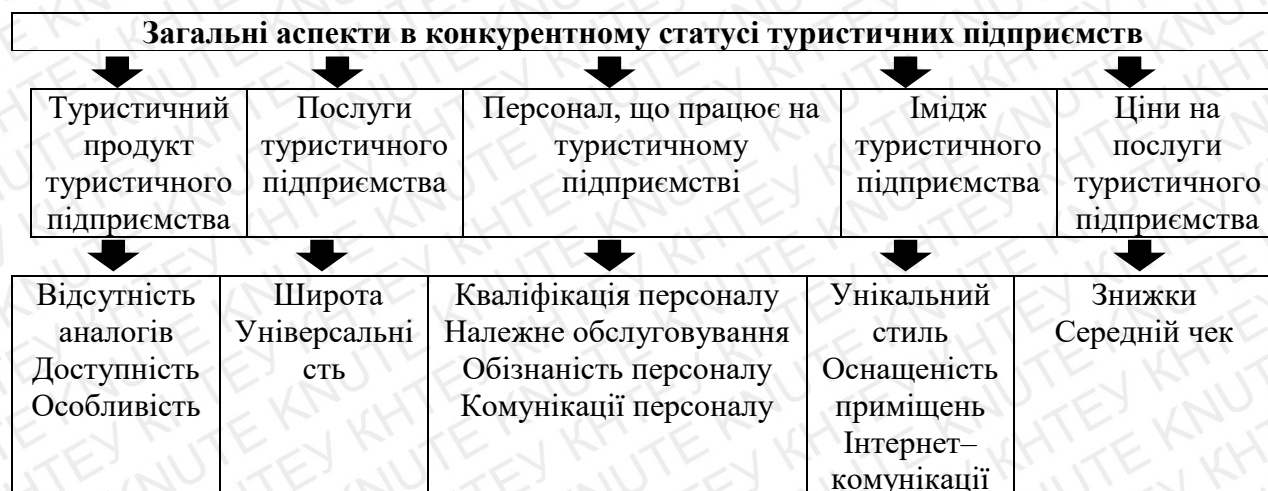 Загальні аспекти в конкурентному статусі туристичних підприємств
Туристичний
продукт
туристичного
підприємства
Послуги
туристичного
підприємства
Персонал, що працює на
туристичному
підприємстві
Імідж
туристичного
підприємства
Ціни на
послуги
туристичного
підприємства
Відсутність
аналогів
Доступність
Особливість
Широта
Універсальні
сть
Кваліфікація персоналу
Належне обслуговування
Обізнаність персоналу
Комунікації персоналу
Унікальний
стиль
Оснащеність
приміщень
Інтернет–
комунікації
Знижки
Середній чек